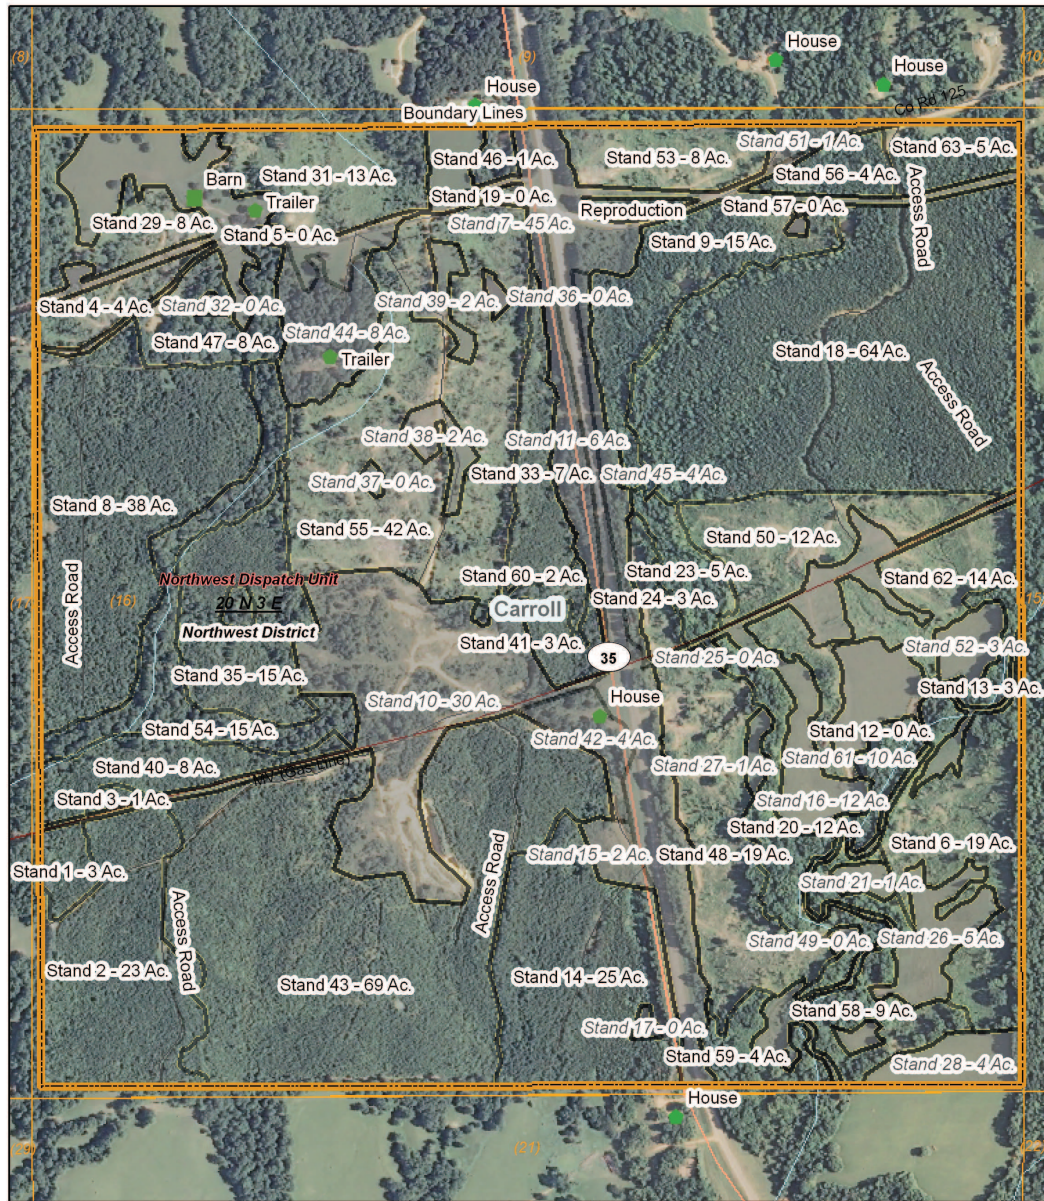 House
(8)
(9)
(10)
House
House
Co Rd 125
Boundary Lines
Stand 51 - 1 Ac.
Stand 63 - 5 Ac.
Stand 46 - 1 Ac.
Stand 53 - 8 Ac.
Stand 31 - 13 Ac.
Stand 56 - 4 Ac.
Barn
Stand 19 - 0 Ac.
Trailer
Reproduction
Stand 57 - 0 Ac.
Access Road
Stand 29 - 8 Ac.
Stand 7 - 45 Ac.
Stand 5 - 0 Ac.
Stand 9 - 15 Ac.
Stand 4 - 4 Ac.
Stand 32 - 0 Ac.
Stand 39 - 2 Ac.
Stand 36 - 0 Ac.
Stand 47 - 8 Ac.
Stand 44 - 8 Ac.
Trailer
Stand 18 - 64 Ac.
Access Road
Stand 38 - 2 Ac.
Stand 11 - 6 Ac.
Stand 33 - 7 Ac.
Stand 45 - 4 Ac.
Stand 37 - 0 Ac.
Stand 8 - 38 Ac.
Stand 55 - 42 Ac.
Stand 50 - 12 Ac.
Stand 23 - 5 Ac.
Northwest Dispatch Unit
Stand 60 - 2 Ac.
Stand 62 - 14 Ac.
(17)
(16)
20 N 3 E
Carroll
Stand 24 - 3 Ac.
(15)
Access Road
Northwest District
Stand 41 - 3 Ac.
Stand 52 - 3 Ac.
35
Stand 25 - 0 Ac.
Stand 35 - 15 Ac.
Stand 13 - 3 Ac.
House
Stand 10 - 30 Ac.
Stand 54 - 15 Ac.
Stand 42 - 4 Ac.
Stand 12 - 0 Ac.
Stand 40 - 8 Ac.
Stand 27 - 1 Ac.
Stand 61 - 10 Ac.
Stand 3 - 1 Ac.
Stand 16 - 12 Ac.
Stand 20 - 12 Ac.
Stand 6 - 19 Ac.
Stand 1 - 3 Ac.
Stand 15 - 2 Ac.
Stand 48 - 19 Ac.
Access Road
Stand 21 - 1 Ac.
Access Road
Stand 49 - 0 Ac.
Stand 26 - 5 Ac.
Stand 2 - 23 Ac.
Stand 43 - 69 Ac.
Stand 14 - 25 Ac.
Stand 58 - 9 Ac.
Stand 17 - 0 Ac.
Stand 59 - 4 Ac.
Stand 28 - 4 Ac.
House
(20)
(21)
(22)